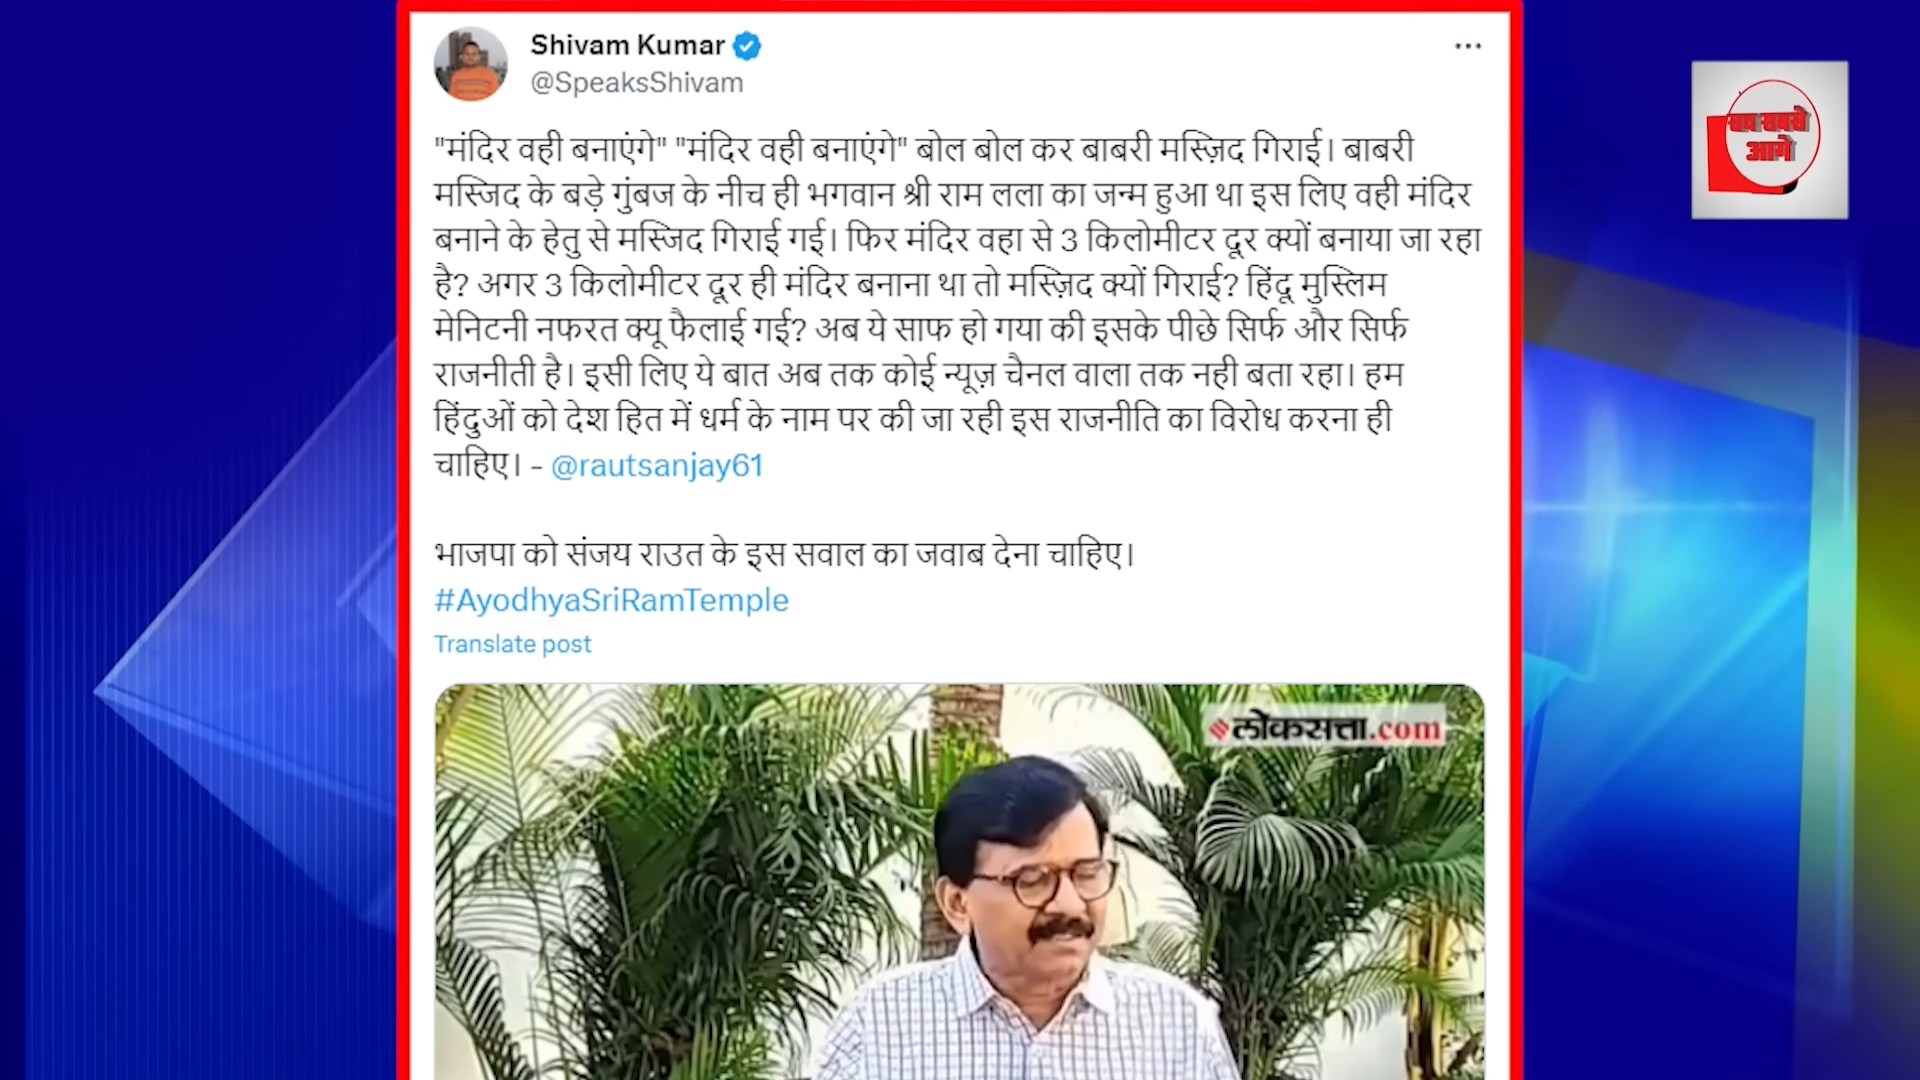 Shivam Kumar
@SpeaksShivam
"मंदिर वही बनाएंगे" "मंदिर वही बनाएंगे" बोल बोल कर बाबरी मस्ज़िद गिराई। बाबरी
मस्जिद के बड़े गुंबज के नीच ही भगवान श्री राम लला का जन्म हुआ था इस लिए वही मंदिर
बनाने के हेतु से मस्जिद गिराई गई। फिर मंदिर वहा से 3 किलोमीटर दूर क्यों बनाया जा रहा
है? अगर 3 किलोमीटर दूर ही मंदिर बनाना था तो मस्ज़िद क्यों गिराई? हिंदू मुस्लिम
मेनिटनी नफरत क्यू फैलाई गई? अब ये साफ हो गया की इसके पीछे सिर्फ और सिर्फ
राजनीती है। इसी लिए ये बात अब तक कोई न्यूज़ चैनल वाला तक नही बता रहा। हम
हिंदुओं को देश हित में धर्म के नाम पर की जा रही इस राजनीति का विरोध करना ही
चाहिए। - @rautsanjay61
भाजपा को संजय राउत के इस सवाल का जवाब देना चाहिए।
#AyodhyaSriRamTemple
Translate post
लोकसत्ता.com
आगे